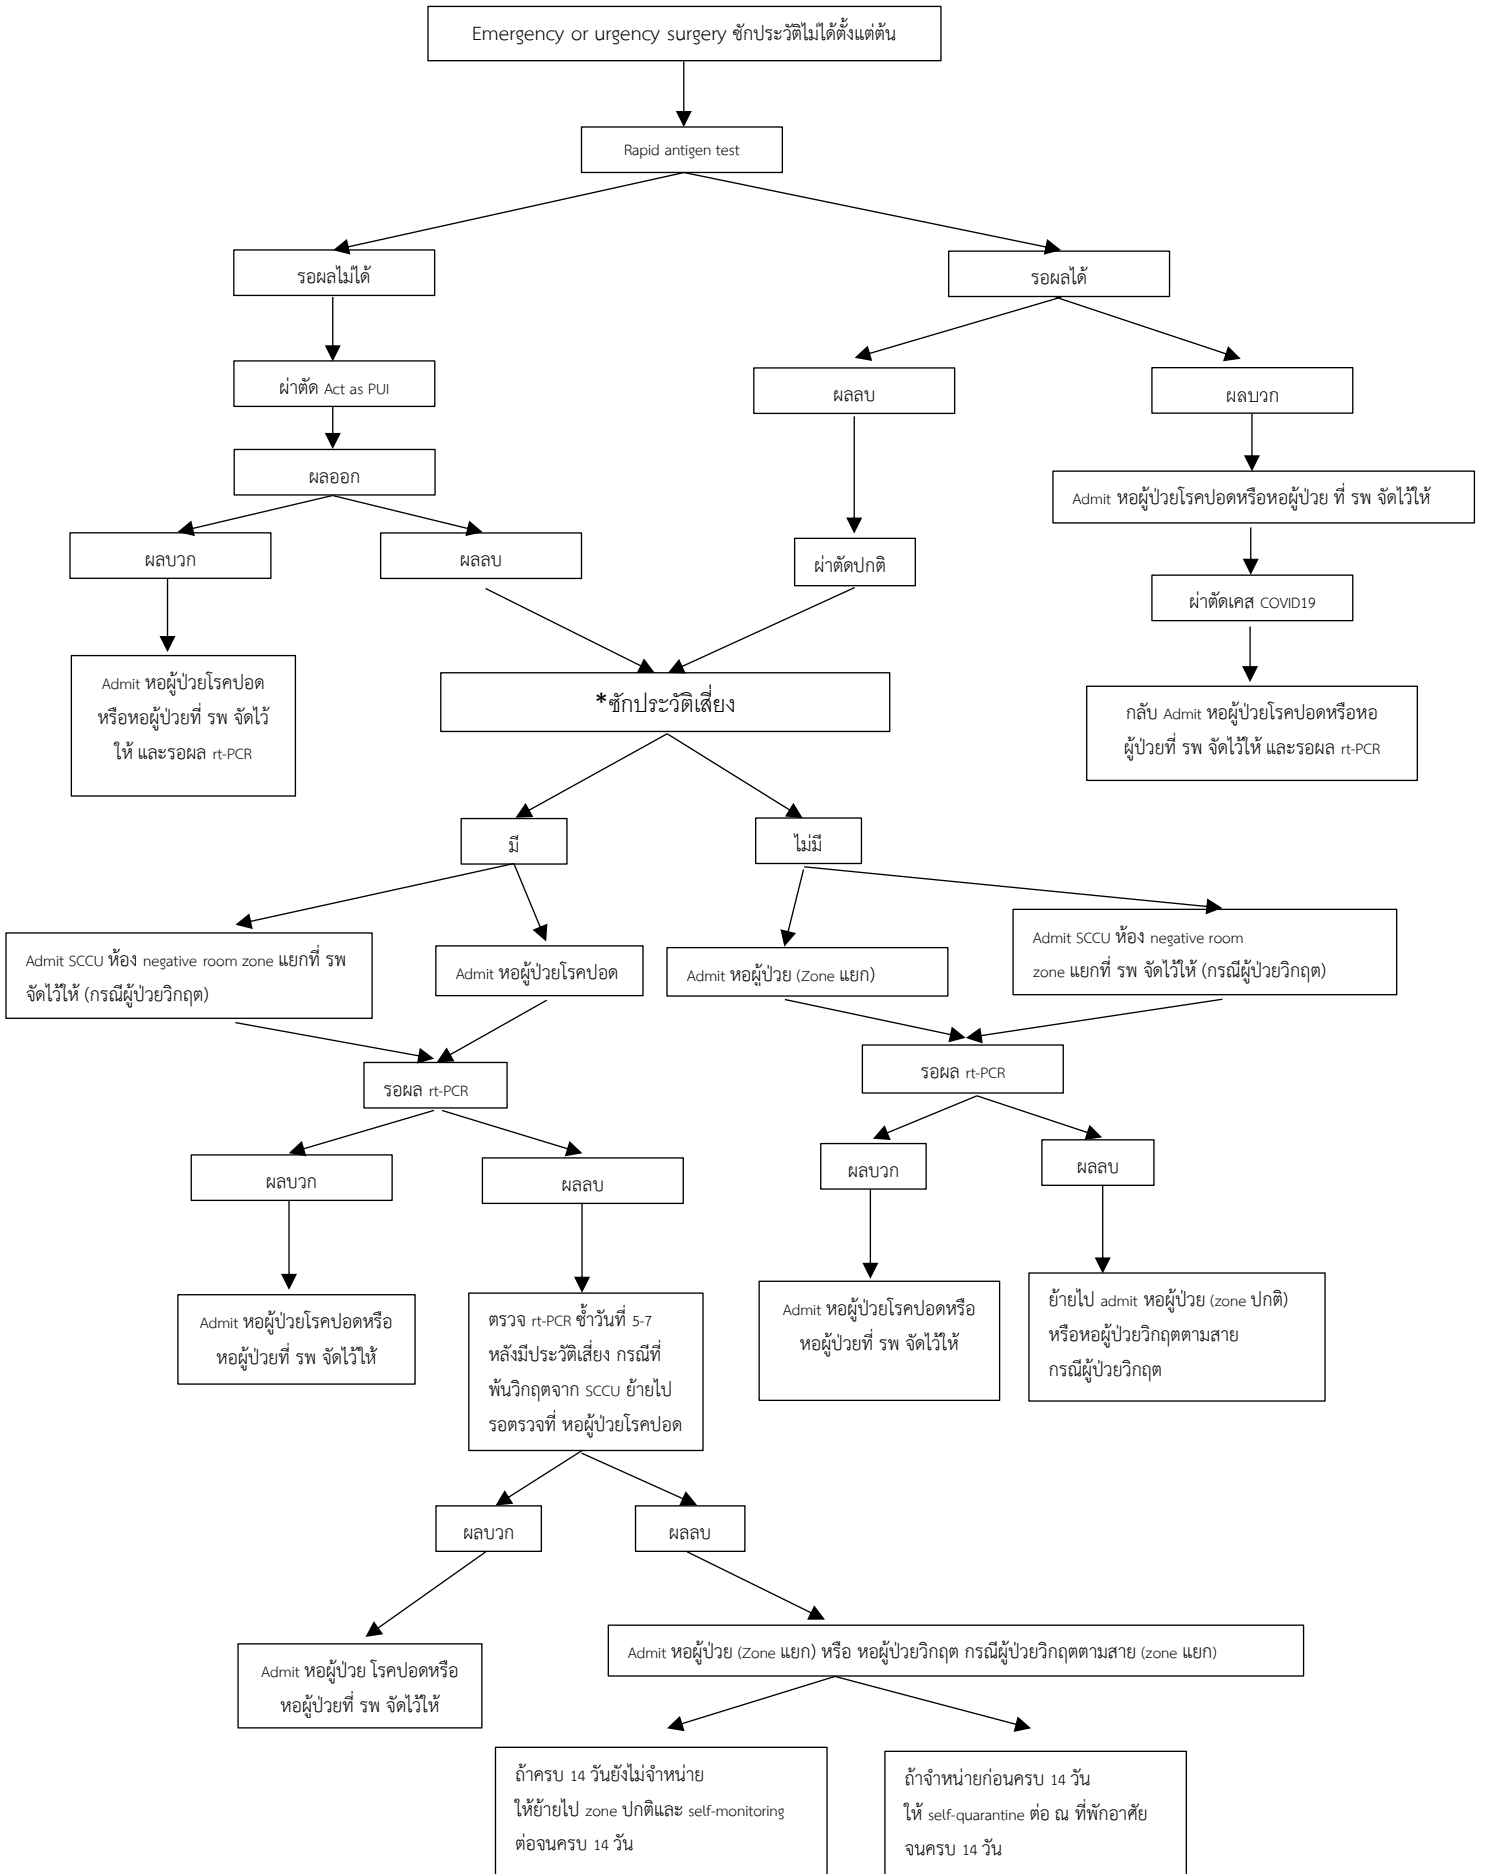 Emergency or urgency surgery ซักประวัติไม่ได้ตั้งแต่ต้น
Rapid antigen test
รอผลไม่ได้
รอผลได้
ผ่าตัด Act as PUI
ผลลบ
ผลบวก
ผลออก
Admit หอผู้ป่วยโรคปอดหรือหอผู้ป่วย ที่ รพ จัดไว้ให้
ผลบวก
ผลลบ
ผ่าตัดปกติ
ผ่าตัดเคส COVID19
Admit หอผู้ป่วยโรคปอด
หรือหอผู้ป่วยที่ รพ จัดไว้
ให้ และรอผล rt-PCR
*ซักประวัติเสี่ยง
กลับ Admit หอผู้ป่วยโรคปอดหรือหอ
ผู้ป่วยที่ รพ จัดไว้ให้ และรอผล rt-PCR
มี
ไม่มี
Admit SCCU ห้อง negative room zone แยกที่ รพ
จัดไว้ให้ (กรณีผู้ป่วยวิกฤต)
Admit หอผู้ป่วยโรคปอด
Admit หอผู้ป่วย (Zone แยก)
Admit SCCU ห้อง negative room
zone แยกที่ รพ จัดไว้ให้ (กรณีผู้ป่วยวิกฤต)
รอผล rt-PCR
รอผล rt-PCR
ผลบวก
ผลลบ
ผลบวก
ผลลบ
Admit หอผู้ป่วยโรคปอดหรือ
หอผู้ป่วยที่ รพ จัดไว้ให้
ตรวจ rt-PCR ซ้ำวันที่ 5-7
หลังมีประวัติเสี่ยง กรณีที่
พ้นวิกฤตจาก SCCU ย้ายไป
รอตรวจที่ หอผู้ป่วยโรคปอด
Admit หอผู้ป่วยโรคปอดหรือ
หอผู้ป่วยที่ รพ จัดไว้ให้
ย้ายไป admit หอผู้ป่วย (zone ปกติ)
หรือหอผู้ป่วยวิกฤตตามสาย
กรณีผู้ป่วยวิกฤต
ผลบวก
ผลลบ
Admit หอผู้ป่วย โรคปอดหรือ
หอผู้ป่วยที่ รพ จัดไว้ให้
Admit หอผู้ป่วย (Zone แยก) หรือ หอผู้ป่วยวิกฤต กรณีผู้ป่วยวิกฤตตามสาย (zone แยก)
ถ้าครบ 14 วันยังไม่จำหน่าย
ให้ย้ายไป zone ปกติและ self-monitoring
ต่อจนครบ 14 วัน
ถ้าจำหน่ายก่อนครบ 14 วัน
ให้ self-quarantine ต่อ ณ ที่พักอาศัย
จนครบ 14 วัน